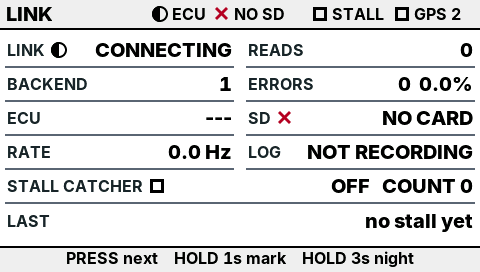 LINK ECU NO SD STALL GPS 2
LINK CONNECTING READS 0
BACKEND 1 ERRORS 0 0.0%
ECU --- SD NO CARD
RATE 0.0 Hz LOG NOT RECORDING
STALL CATCHER OFF COUNT 0
LAST no stall yet
PRESS next HOLD 1s mark HOLD 3s night